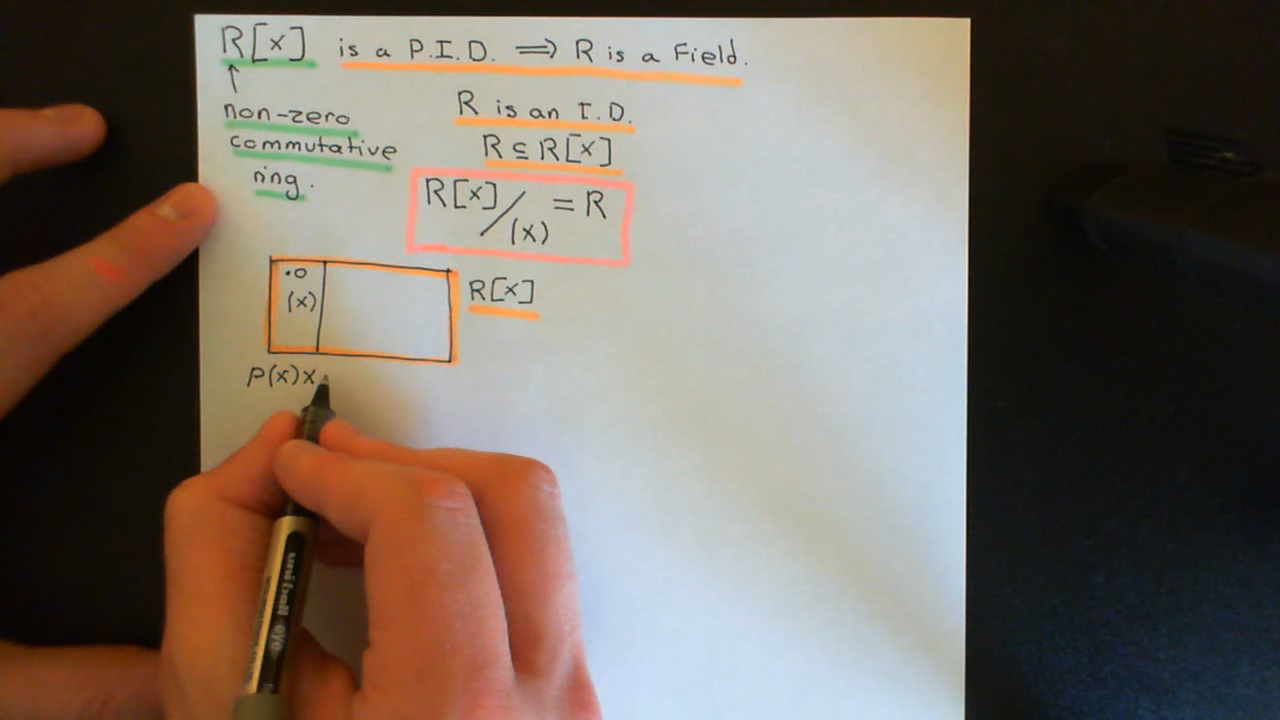 R[x] is a P.I.D. ⟹ R is a Field.
↑
non-zero
commutative
ring.
R is an I.D.
R ⊆ R[x]
R[x]/(x) = R
·0
(x)
R[x]
P(x)x
uniball eye